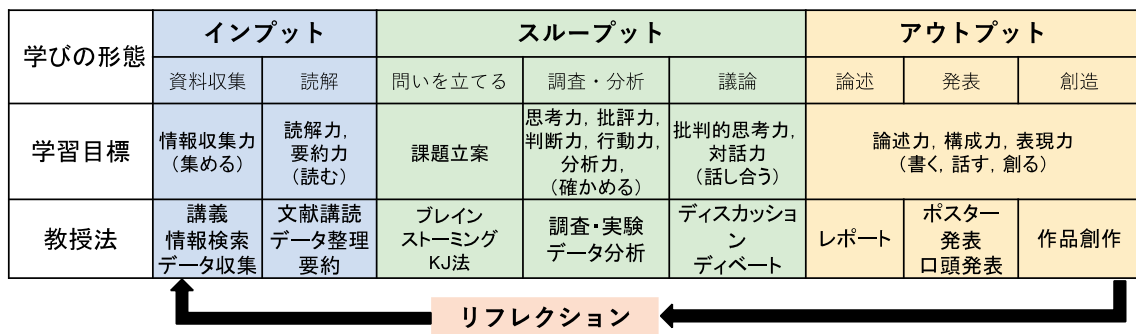 学びの形態
インプット
スループット
アウトプット
資料収集
読解
問いを立てる
調査・分析
議論
論述
発表
創造
学習目標
情報収集力
(集める)
読解力,
要約力
(読む)
課題立案
思考力, 批評力,
判断力, 行動力,
分析力,
(確かめる)
批判的思考力,
対話力
(話し合う)
論述力, 構成力, 表現力
(書く, 話す, 創る)
教授法
講義
情報検索
データ収集
文献講読
データ整理
要約
ブレイン
ストーミング
KJ法
調査・実験
データ分析
ディスカッショ
ン
ディベート
レポート
ポスター
発表
口頭発表
作品創作
リフレクション